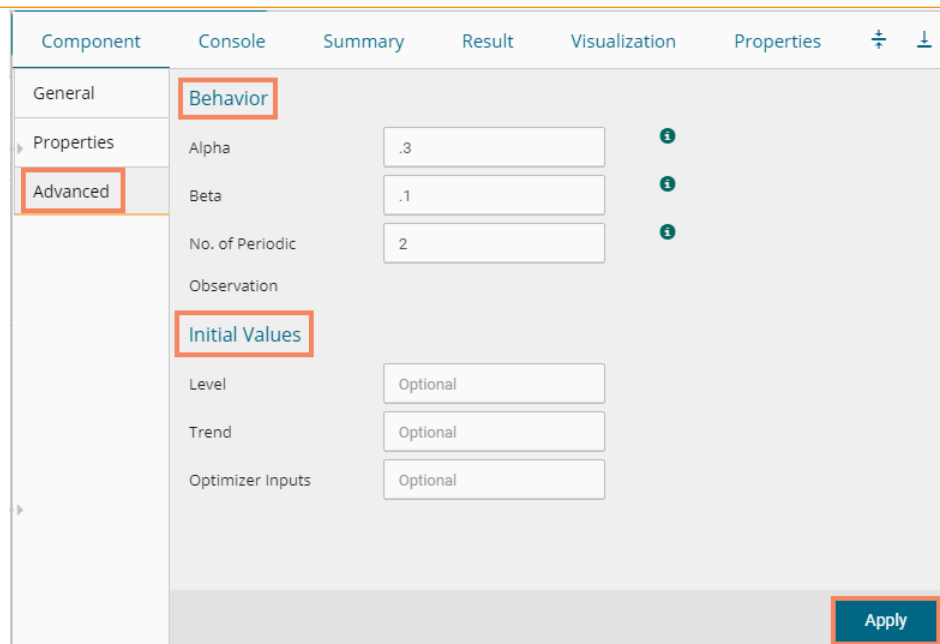 Component Console Summary Result Visualization Properties
General
Properties
Advanced
Behavior
Alpha .3
Beta .1
No. of Periodic 2
Observation
Initial Values
Level Optional
Trend Optional
Optimizer Inputs Optional
Apply